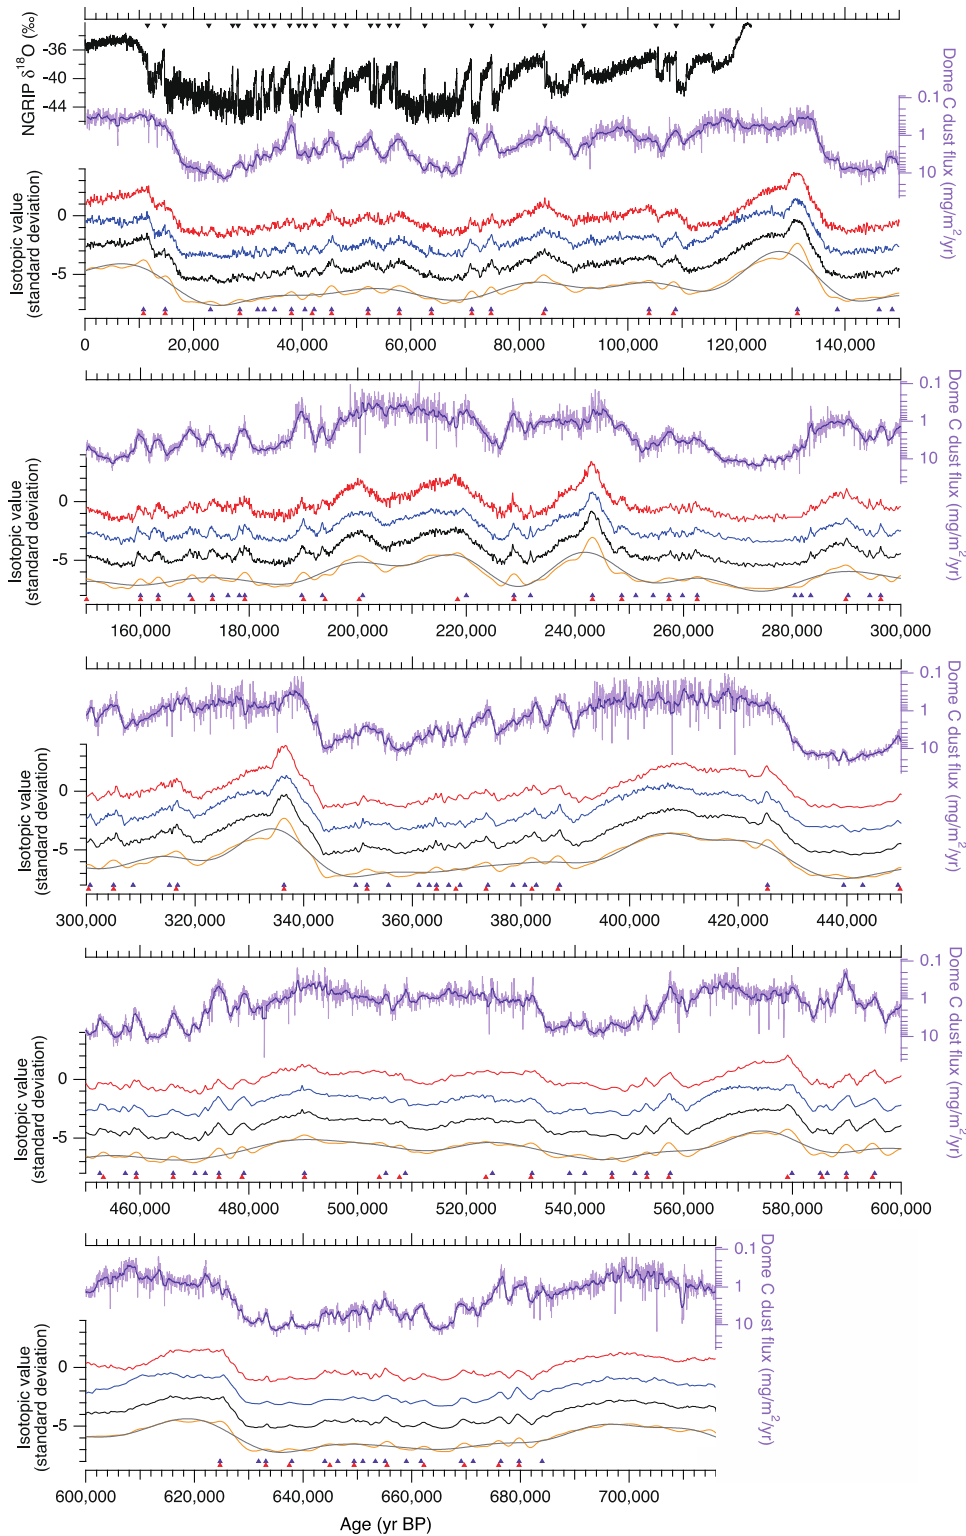 NGRIP δ18O (‰)
-36
-40
-44
Dome C dust flux (mg/m2/yr)
0.1
1
10
Isotopic value
(standard deviation)
0
-5
0 20,000 40,000 60,000 80,000 100,000 120,000 140,000
Dome C dust flux (mg/m2/yr)
0.1
1
10
Isotopic value
(standard deviation)
0
-5
160,000 180,000 200,000 220,000 240,000 260,000 280,000 300,000
Dome C dust flux (mg/m2/yr)
0.1
1
10
Isotopic value
(standard deviation)
0
-5
300,000 320,000 340,000 360,000 380,000 400,000 420,000 440,000
Dome C dust flux (mg/m2/yr)
0.1
1
10
Isotopic value
(standard deviation)
0
-5
460,000 480,000 500,000 520,000 540,000 560,000 580,000 600,000
Dome C dust flux (mg/m2/yr)
0.1
1
10
Isotopic value
(standard deviation)
0
-5
600,000 620,000 640,000 660,000 680,000 700,000
Age (yr BP)